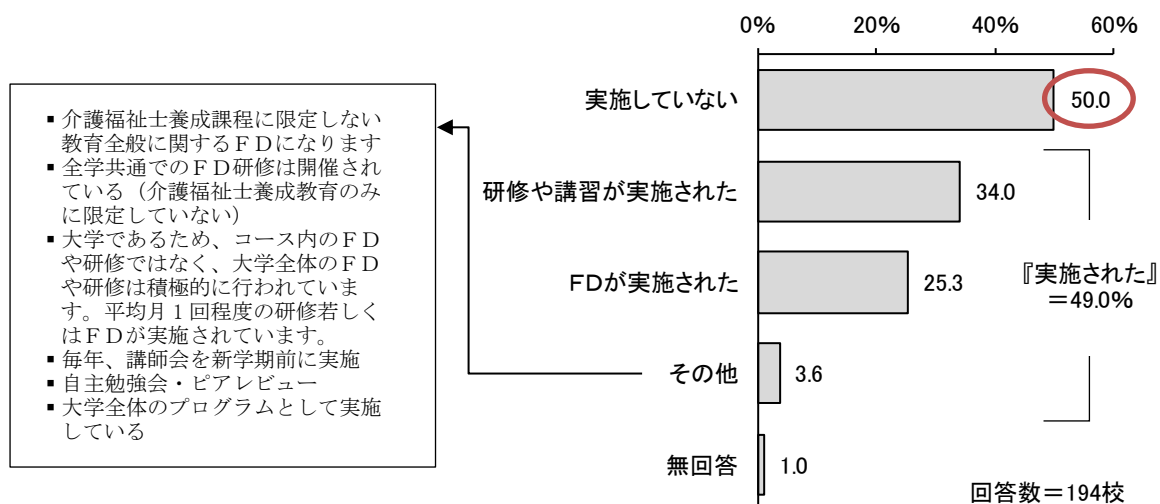 0%
20%
40%
60%
実施していない
50.0
研修や講習が実施された
34.0
ＦＤが実施された
25.3
その他
3.6
無回答
1.0
『実施された』
＝49.0%
回答数＝194校
▪ 介護福祉士養成課程に限定しない
教育全般に関するＦＤになります
▪ 全学共通でのＦＤ研修は開催され
ている（介護福祉士養成教育のみ
に限定していない）
▪ 大学であるため、コース内のＦＤ
や研修ではなく、大学全体のＦＤ
や研修は積極的に行われていま
す。平均月１回程度の研修若しく
はＦＤが実施されています。
▪ 毎年、講師会を新学期前に実施
▪ 自主勉強会・ピアレビュー
▪ 大学全体のプログラムとして実施
している